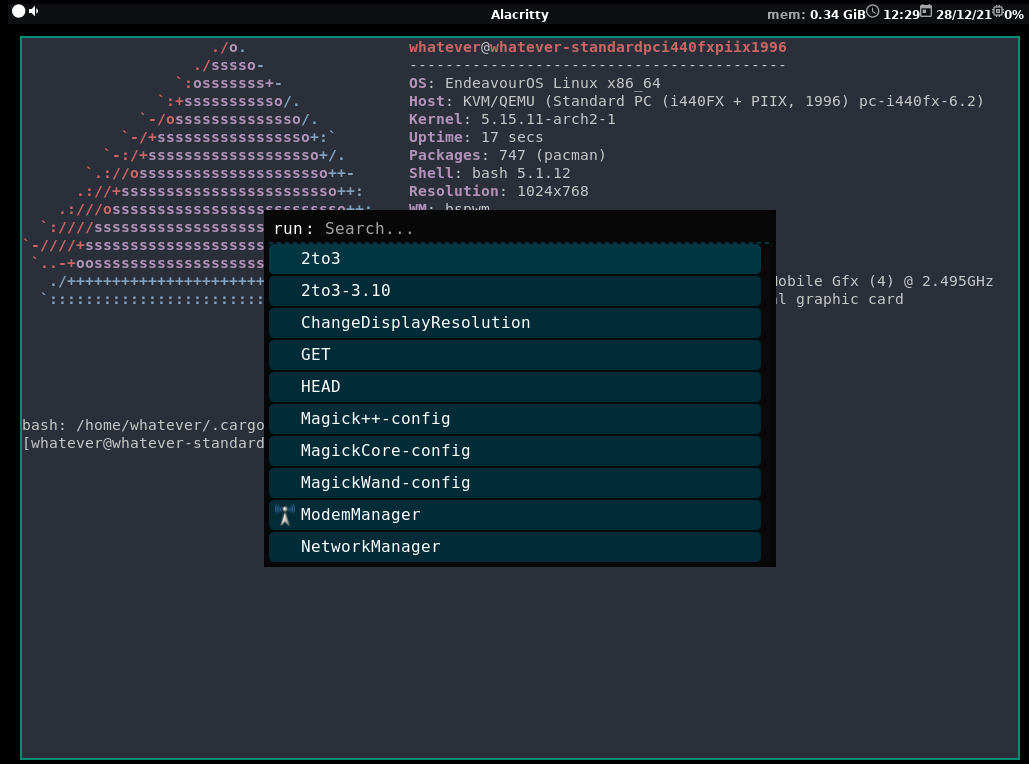 Alacritty
mem: 0.34 GiB 12:29 28/12/21 0%
./o.
whatever@whatever-standardpci440fxpiix1996
./sssso-
------------------------------------------
`:osssssss+-
OS: EndeavourOS Linux x86_64
`:+sssssssssso/.
Host: KVM/QEMU (Standard PC (i440FX + PIIX, 1996) pc-i440fx-6.2)
`-/ossssssssssssso/.
Kernel: 5.15.11-arch2-1
`-/+sssssssssssssssso+:`
Uptime: 17 secs
`-:/+sssssssssssssssssso+/.
Packages: 747 (pacman)
`.://osssssssssssssssssssso++-
Shell: bash 5.1.12
.://+ssssssssssssssssssssssso++:
Resolution: 1024x768
.:///ossssssssssssssssssssssssso++:
WM: bspwm
`:////sssssssssssssssssss
`-////+ssssssssssssssssssss
`..-+oosssssssssssssssssss
./++++++++++++++++++++++
Mobile Gfx (4) @ 2.495GHz
`::::::::::::::::::::::::
graphic card
bash: /home/whatever/.cargo
[whatever@whatever-standard
run: Search...
2to3
2to3-3.10
ChangeDisplayResolution
GET
HEAD
Magick++-config
MagickCore-config
MagickWand-config
ModemManager
NetworkManager